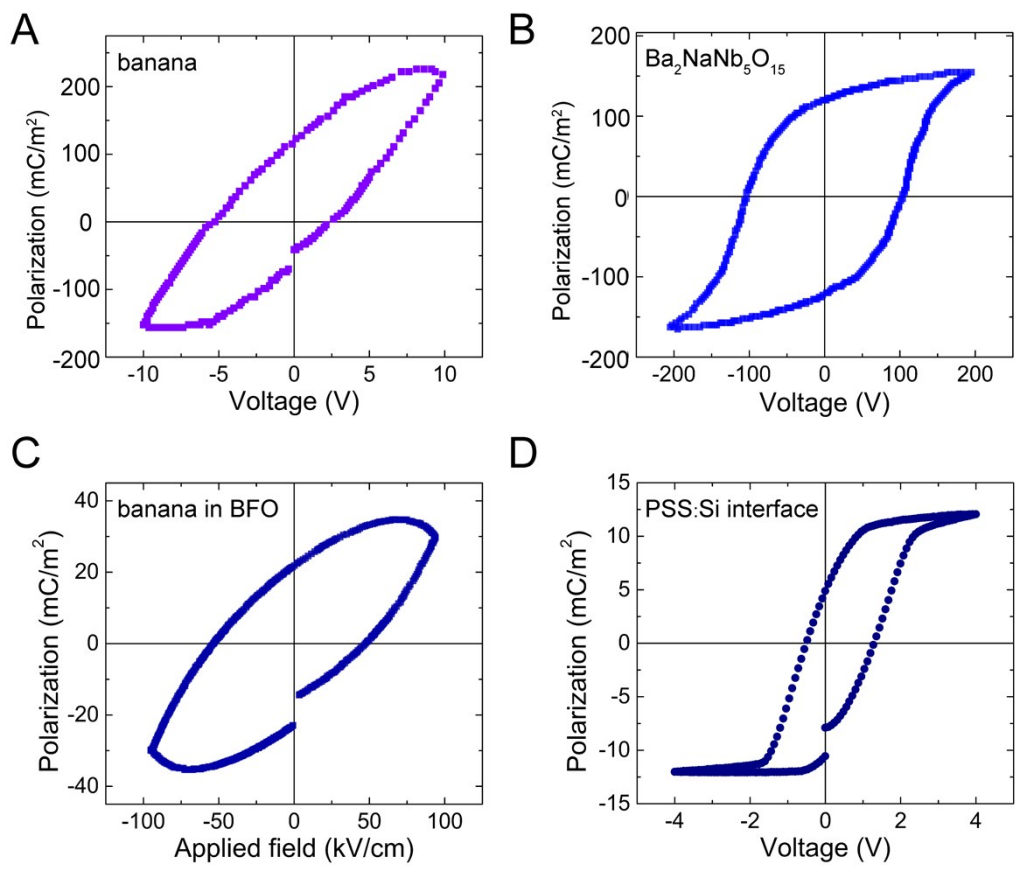 A
banana
Polarization (mC/m²)
200
100
0
-100
-200
-10
-5
0
5
10
Voltage (V)
B
Ba₂NaNb₅O₁₅
Polarization (mC/m²)
200
100
0
-100
-200
-200
-100
0
100
200
Voltage (V)
C
banana in BFO
Polarization (mC/m²)
40
20
0
-20
-40
-100
-50
0
50
100
Applied field (kV/cm)
D
PSS:Si interface
Polarization (mC/m²)
15
10
5
0
-5
-10
-15
-4
-2
0
2
4
Voltage (V)